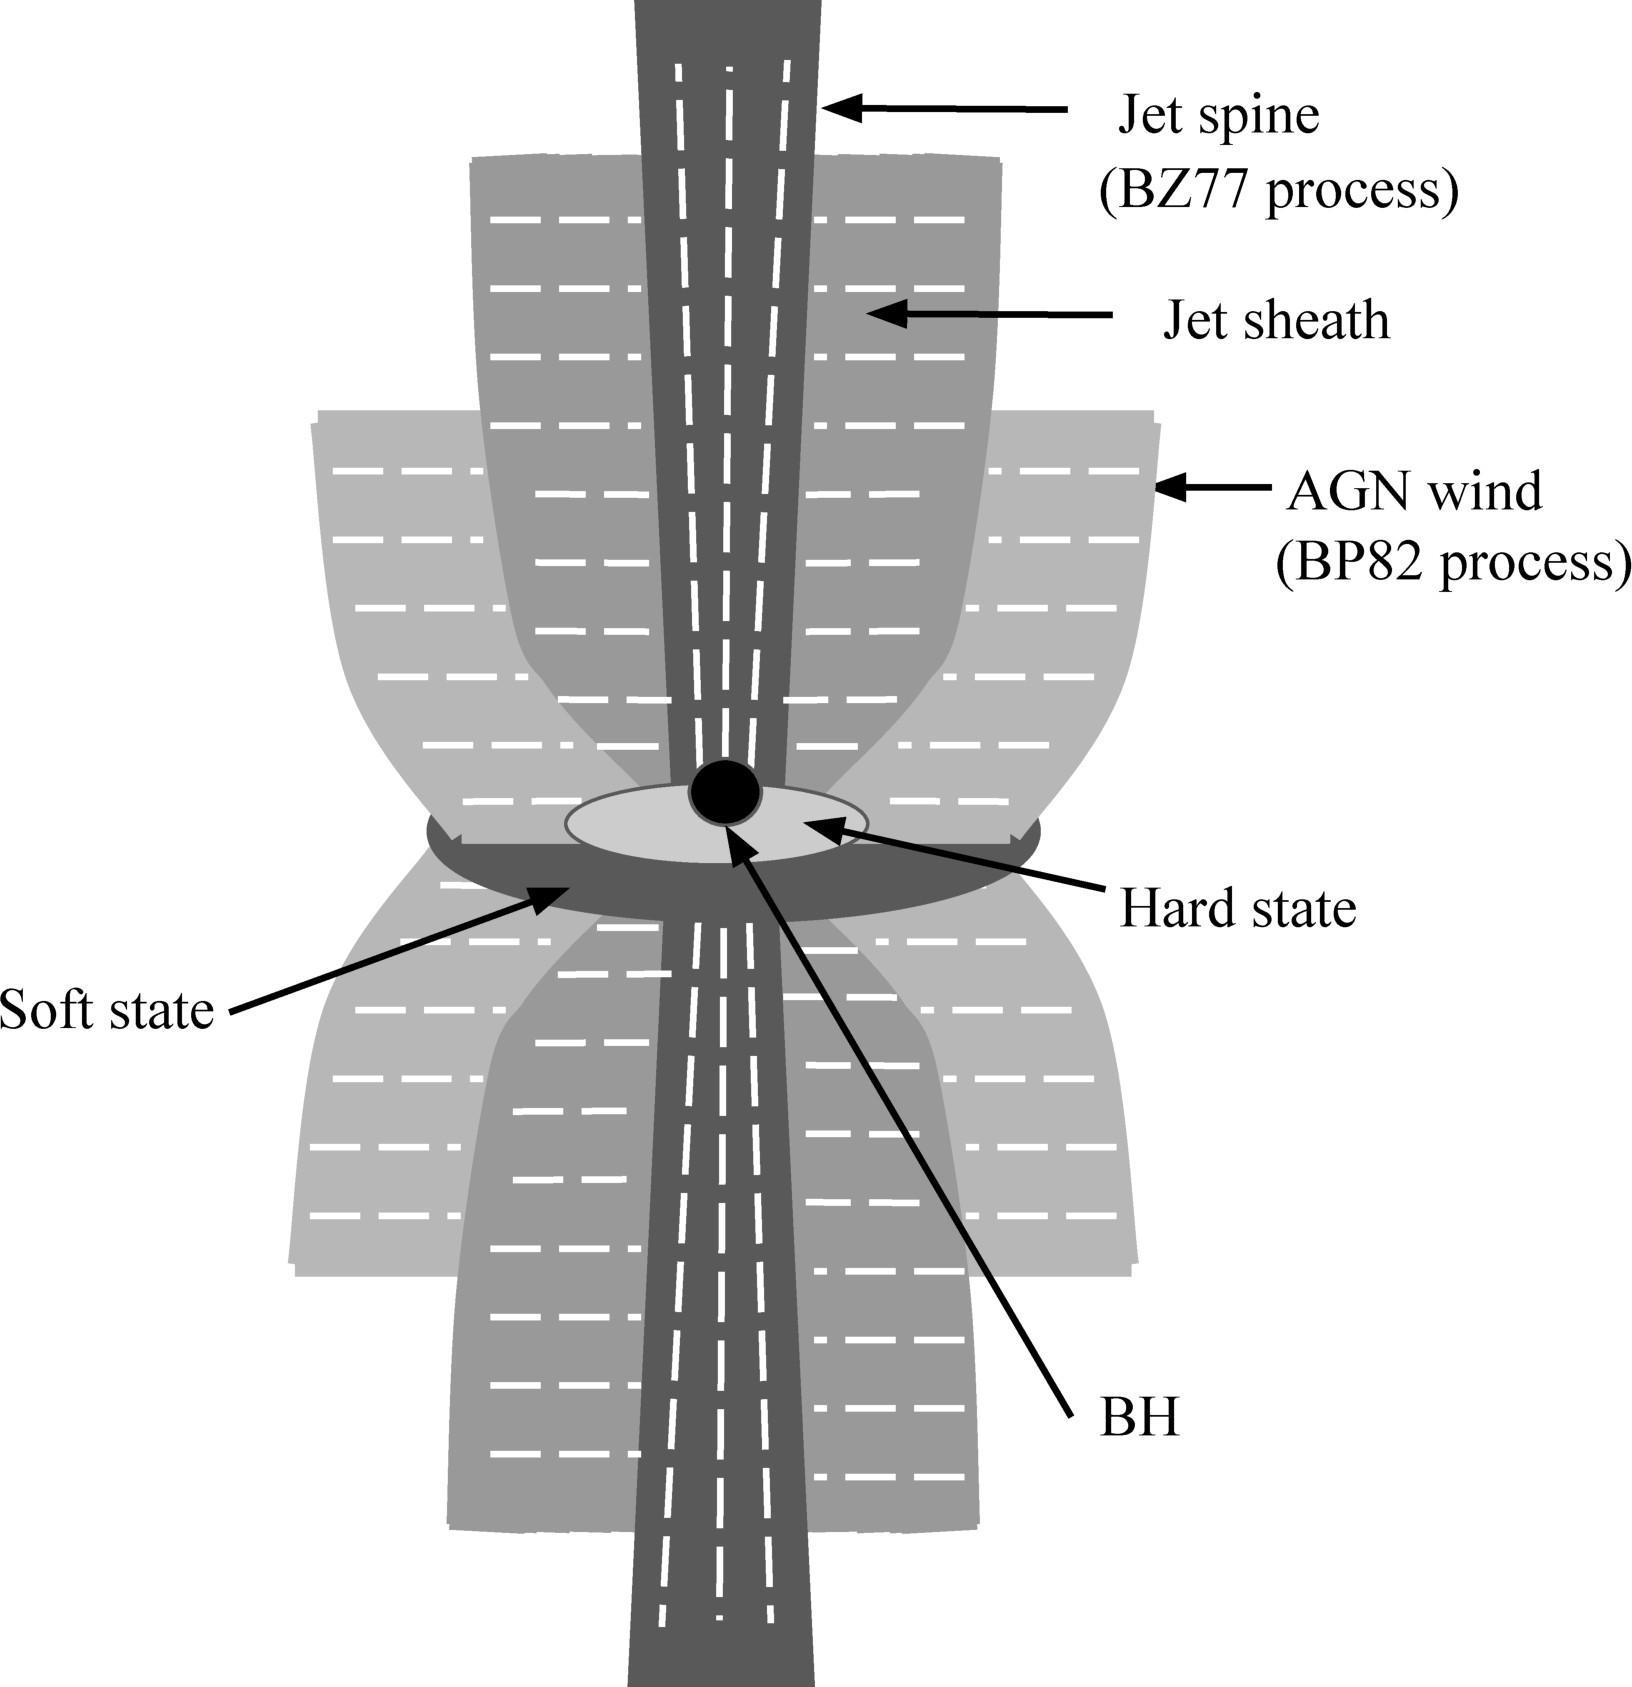 Jet spine
(BZ77 process)
Jet sheath
AGN wind
(BP82 process)
Hard state
Soft state
BH